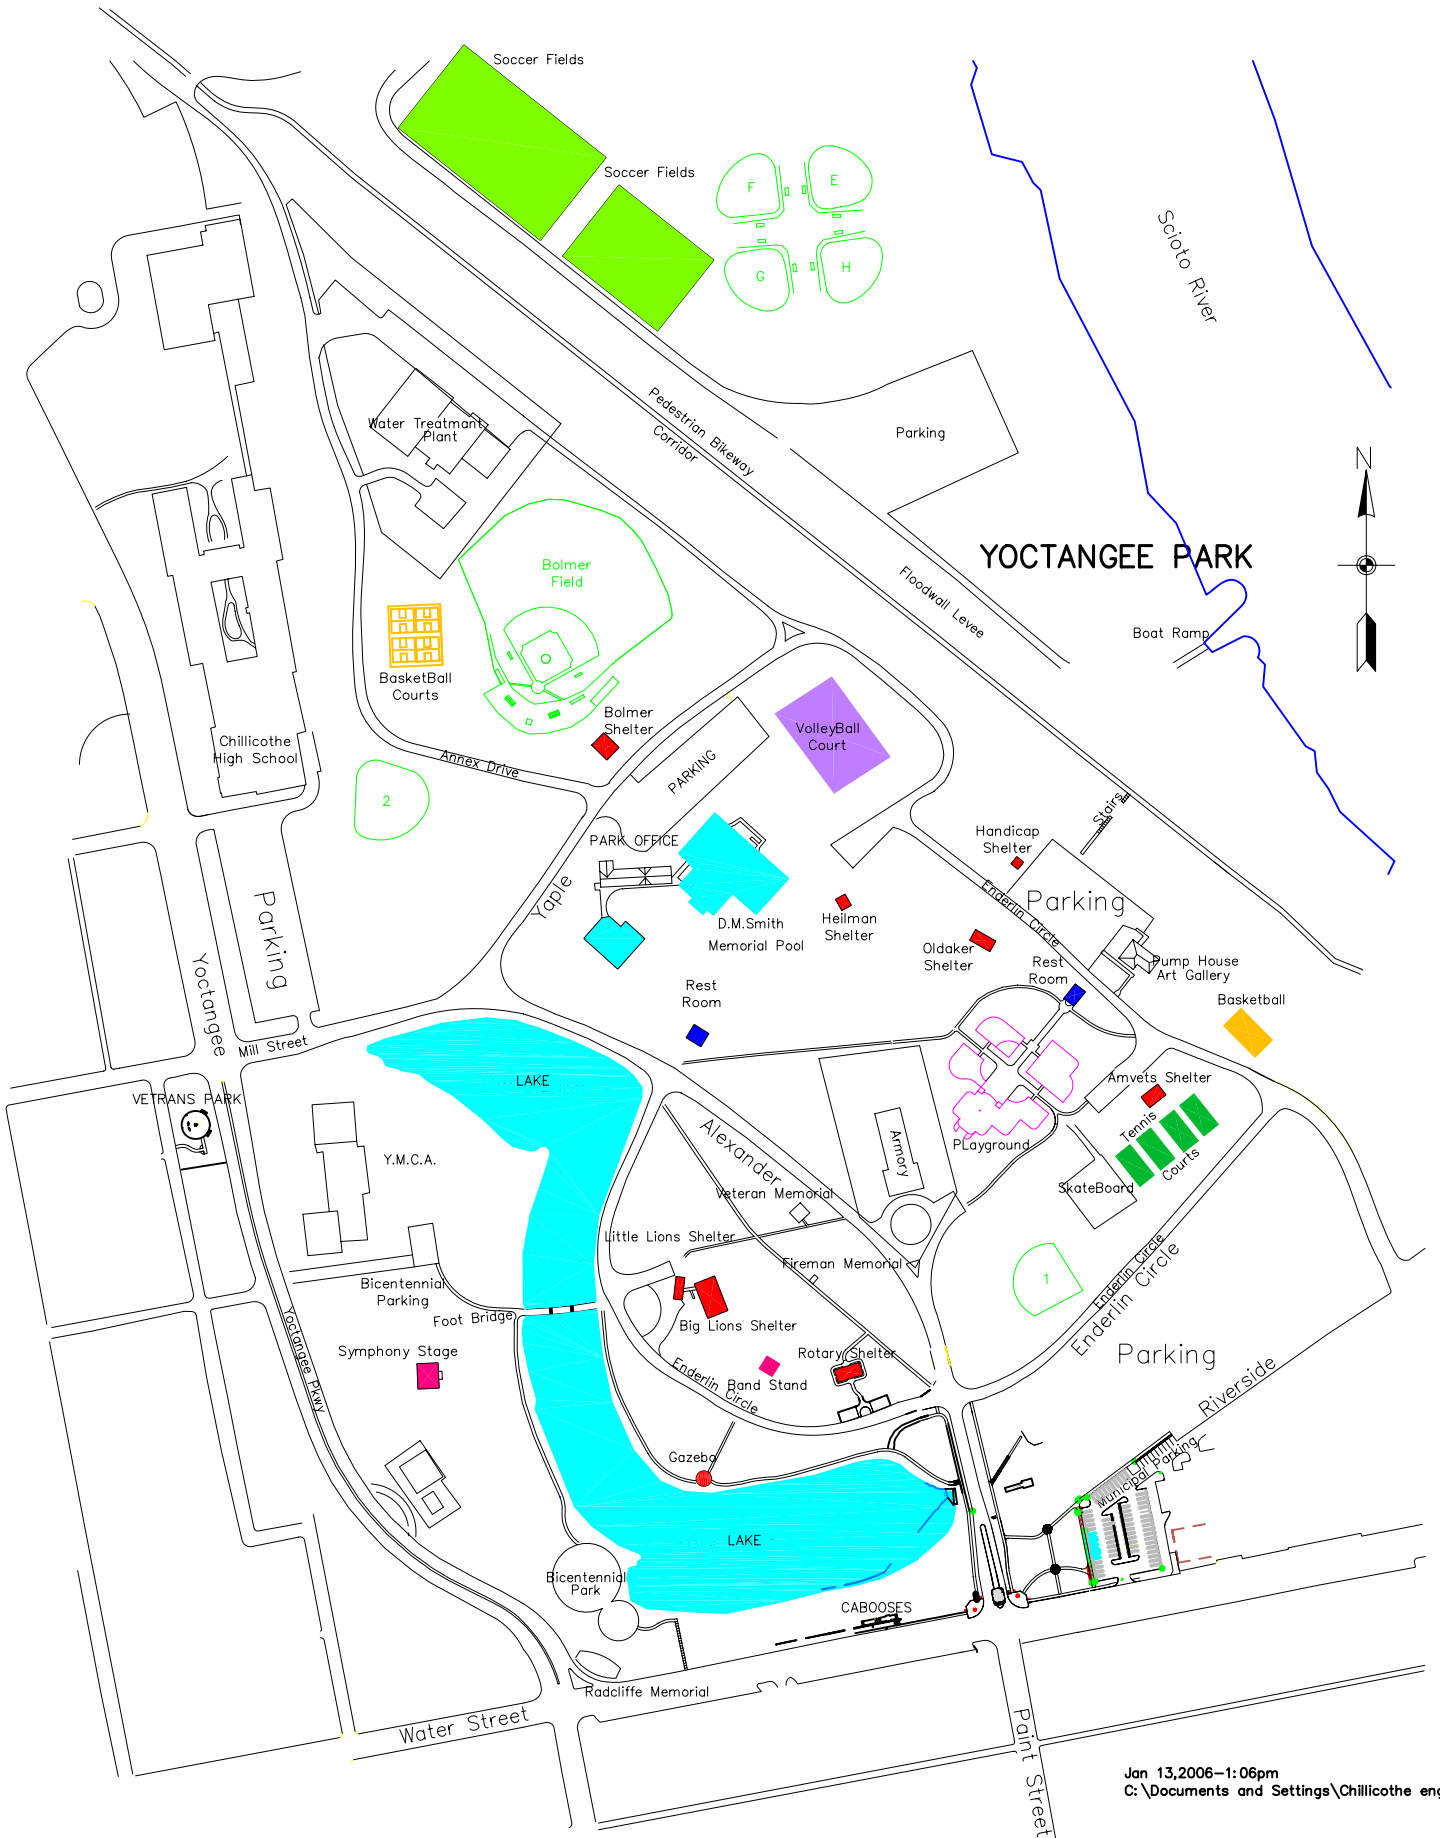 Soccer Fields
Soccer Fields
F
E
G
H
Scioto River
Water Treatmant
Plant
Pedestrian Bikeway
Corridor
Parking
N
YOCTANGEE PARK
Bolmer
Field
Floodwall Levee
Boat Ramp
BasketBall
Courts
Bolmer
Shelter
VolleyBall
Court
Chillicothe
High School
Annex Drive
PARKING
2
Stairs
PARK OFFICE
Handicap
Shelter
Yaple
Enderlin Circle
Parking
Parking
D.M.Smith
Memorial Pool
Heilman
Shelter
Oldaker
Shelter
Rest
Room
Pump House
Art Gallery
Yoctangee
Rest
Room
Basketball
Mill Street
LAKE
Amvets Shelter
VETRANS PARK
Tennis
Courts
Alexander
Armory
PLayground
Y.M.C.A.
SkateBoard
Veteran Memorial
Little Lions Shelter
Fireman Memorial
Enderlin Circle
Enderlin Circle
1
Bicentennial
Parking
Foot Bridge
Big Lions Shelter
Yoctangee Pkwy
Symphony Stage
Rotary Shelter
Band Stand
Enderlin Circle
Parking
Riverside
Gazebo
Municipal Parking
LAKE
Bicentennial
Park
CABOOSES
Radcliffe Memorial
Water Street
Paint Street
Jan 13,2006-1:06pm
C:\Documents and Settings\Chillicothe eng